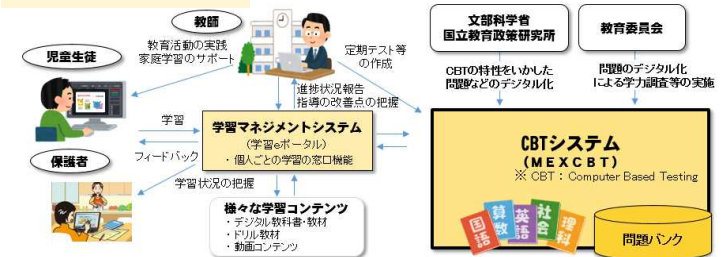 教師
教育活動の実践
家庭学習のサポート
定期テスト等
の作成
児童生徒
進捗状況報告
指導の改善点の把握
学習
フィードバック
学習マネジメントシステム
(学習eポータル)
・個人ごとの学習の窓口機能
保護者
学習状況の把握
様々な学習コンテンツ
・デジタル教科書・教材
・ドリル教材
・動画コンテンツ
文部科学省
国立教育政策研究所
教育委員会
CBTの特性をいかした
問題などのデジタル化
問題のデジタル化
による学力調査等の実施
CBTシステム
(MEXCBT)
※ CBT：Computer Based Testing
国語
算数
英語
社会
理科
問題バンク